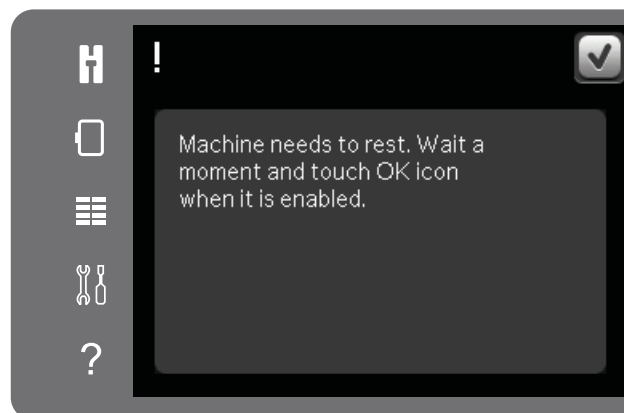 !
Machine needs to rest. Wait a
moment and touch OK icon
when it is enabled.
?